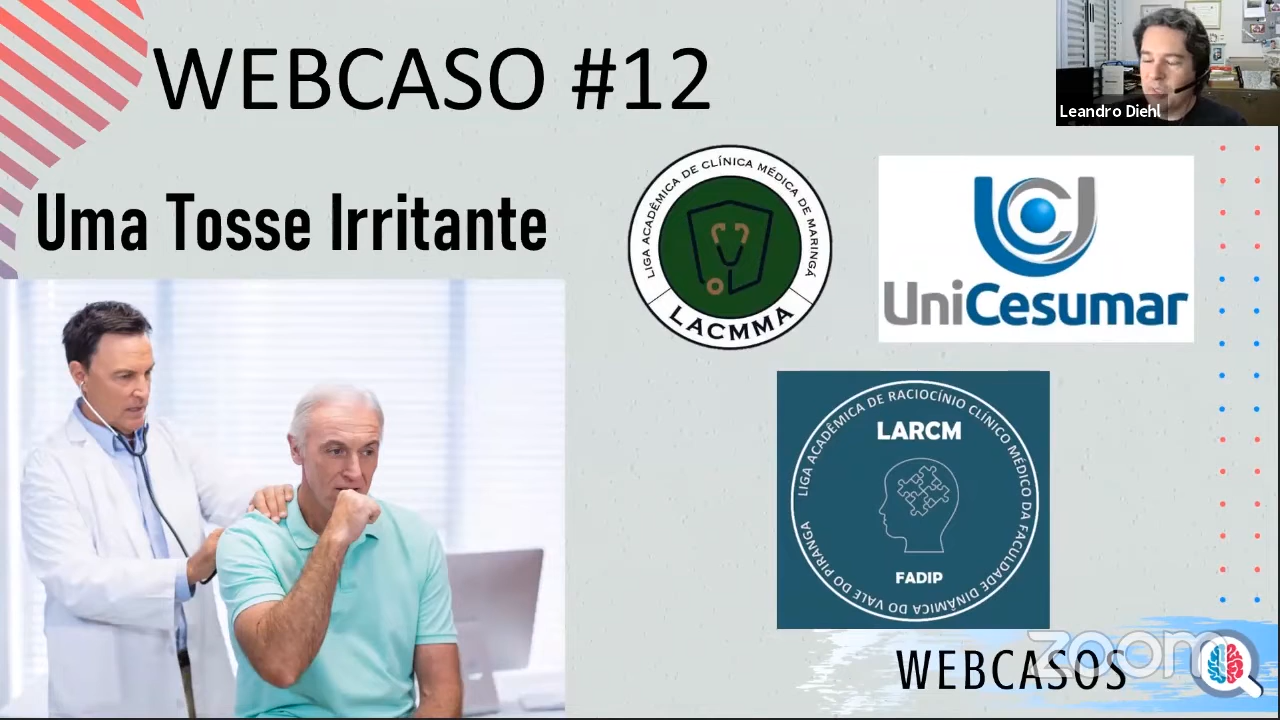 WEBCASO #12
Leandro Diehl
Uma Tosse Irritante
LIGA ACADÊMICA DE CLÍNICA MÉDICA DE MARINGÁ
LACMMA
UniCesumar
LIGA ACADÊMICA DE RACIOCÍNIO CLÍNICO MÉDICO DA FACULDADE DINÂMICA DO VALE DO PIRANGA
LARCM
FADIP
zoom
WEBCASOS